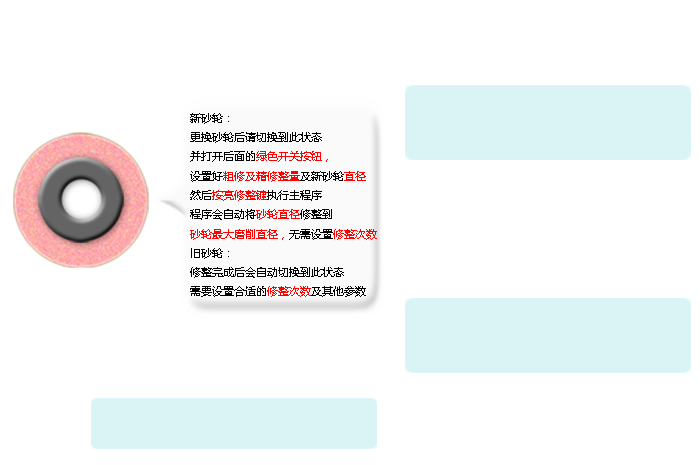 新砂轮：
更换砂轮后请切换到此状态
并打开后面的绿色开关按钮，
设置好粗修及精修整量及新砂轮直径
然后按亮修整键执行主程序
程序会自动将砂轮直径修整到
砂轮最大磨削直径，无需设置修整次数
旧砂轮：
修整完成后会自动切换到此状态
需要设置合适的修整次数及其他参数